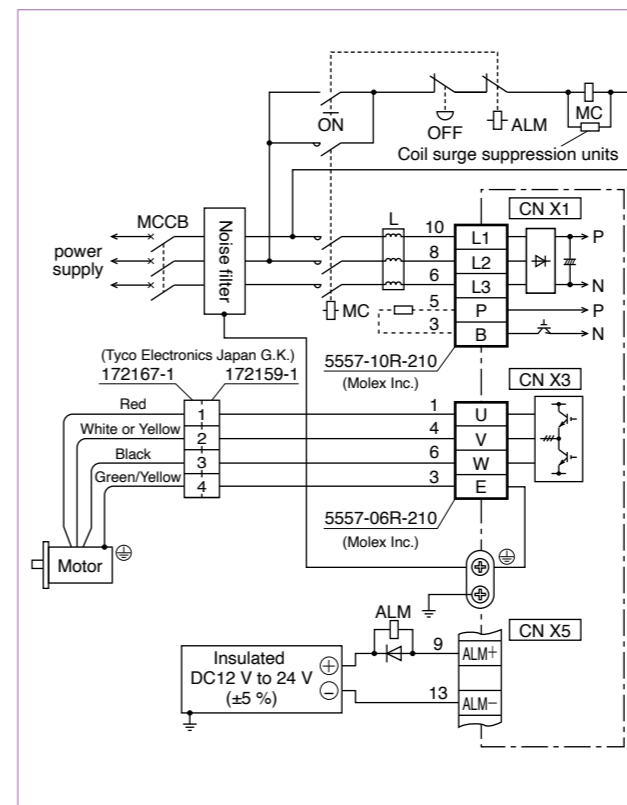 ON
OFF
ALM
MC
Coil surge suppression units
MCCB
power
supply
Noise filter
L
MC
10
8
6
5
3
L1
L2
L3
P
B
CN X1
P
N
P
N
5557-10R-210
(Molex Inc.)
(Tyco Electronics Japan G.K.)
172167-1
172159-1
CN X3
Red
White or Yellow
Black
Green/Yellow
1
2
3
4
1
4
6
3
U
V
W
E
5557-06R-210
(Molex Inc.)
Motor
ALM
CN X5
Insulated
DC12 V to 24 V
(±5 %)
+
−
9
13
ALM+
ALM−